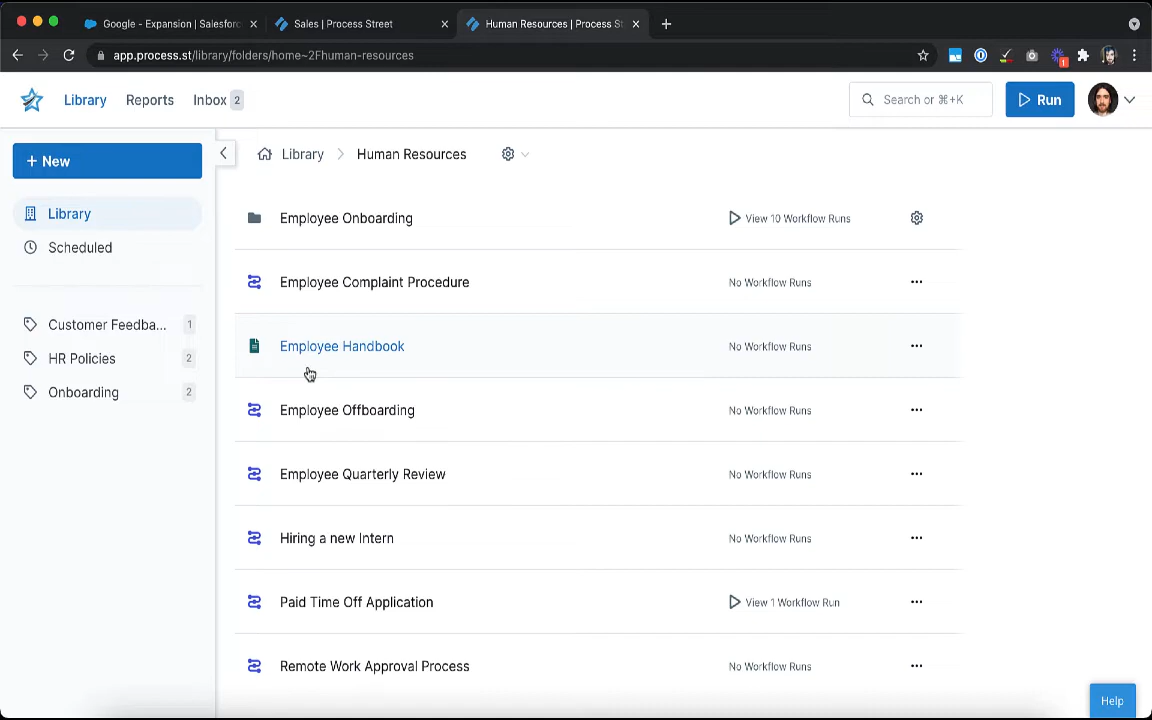 Google - Expansion | Salesforc
Sales | Process Street
Human Resources | Process St
app.process.st/library/folders/home~2Fhuman-resources
1
Library
Reports
Inbox 2
Search or ⌘+K
Run
+ New
Library > Human Resources
Library
Scheduled
Customer Feedba... 1
HR Policies 2
Onboarding 2
Employee Onboarding View 10 Workflow Runs
Employee Complaint Procedure No Workflow Runs
Employee Handbook No Workflow Runs
Employee Offboarding No Workflow Runs
Employee Quarterly Review No Workflow Runs
Hiring a new Intern No Workflow Runs
Paid Time Off Application View 1 Workflow Run
Remote Work Approval Process No Workflow Runs
Help